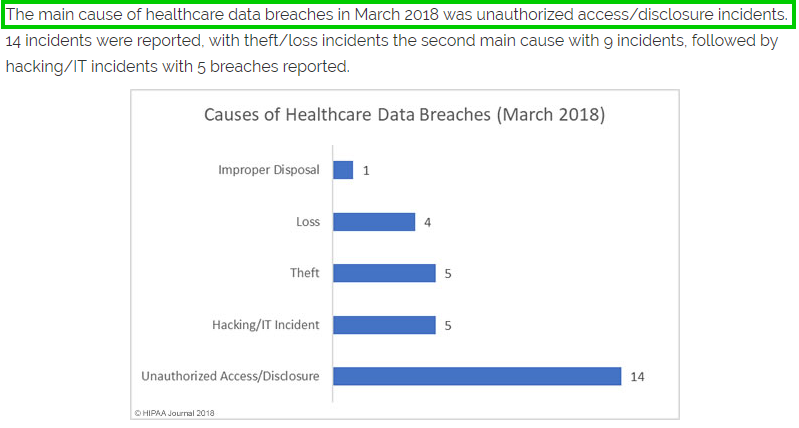 The main cause of healthcare data breaches in March 2018 was unauthorized access/disclosure incidents.
14 incidents were reported, with theft/loss incidents the second main cause with 9 incidents, followed by
hacking/IT incidents with 5 breaches reported.
Causes of Healthcare Data Breaches (March 2018)
Improper Disposal 1
Loss 4
Theft 5
Hacking/IT Incident 5
Unauthorized Access/Disclosure 14
© HIPAA Journal 2018